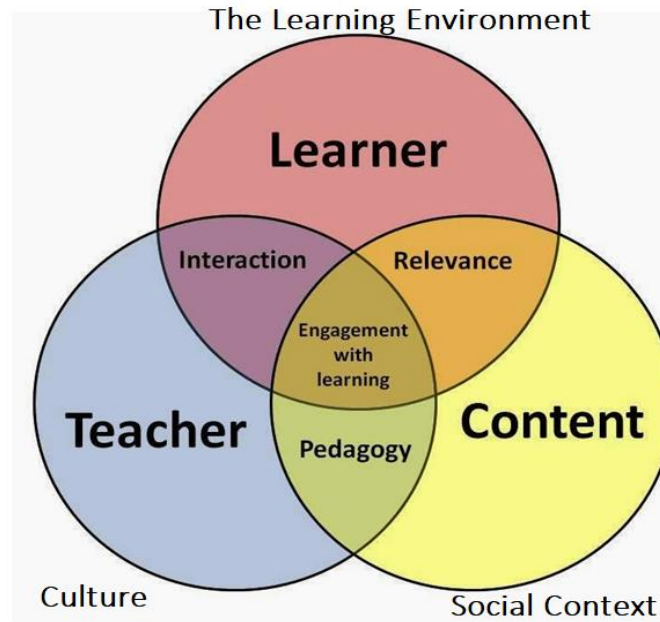 The Learning Environment
Learner
Interaction
Relevance
Engagement
with
learning
Teacher
Content
Pedagogy
Culture
Social Context